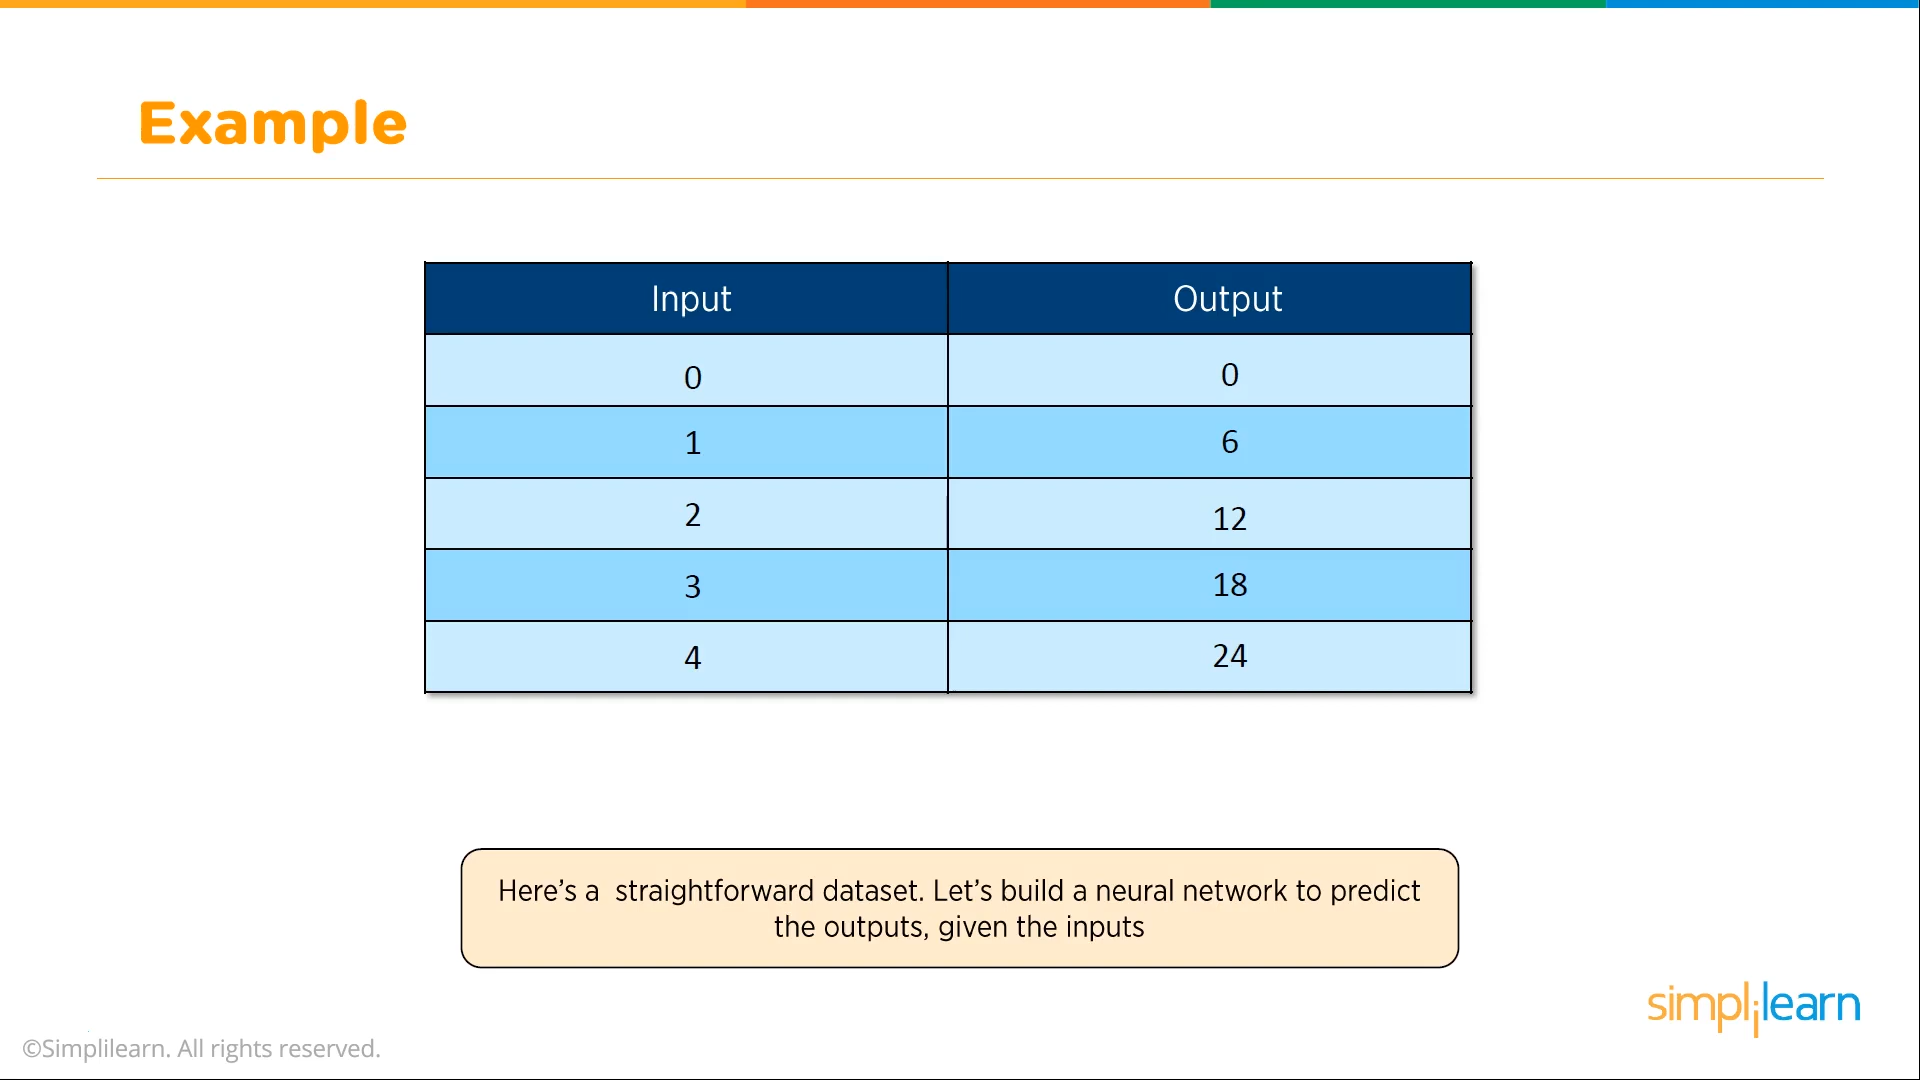 Example
Input Output
0 0
1 6
2 12
3 18
4 24
Here's a  straightforward dataset. Let's build a neural network to predict
the outputs, given the inputs
simplilearn
©Simplilearn. All rights reserved.